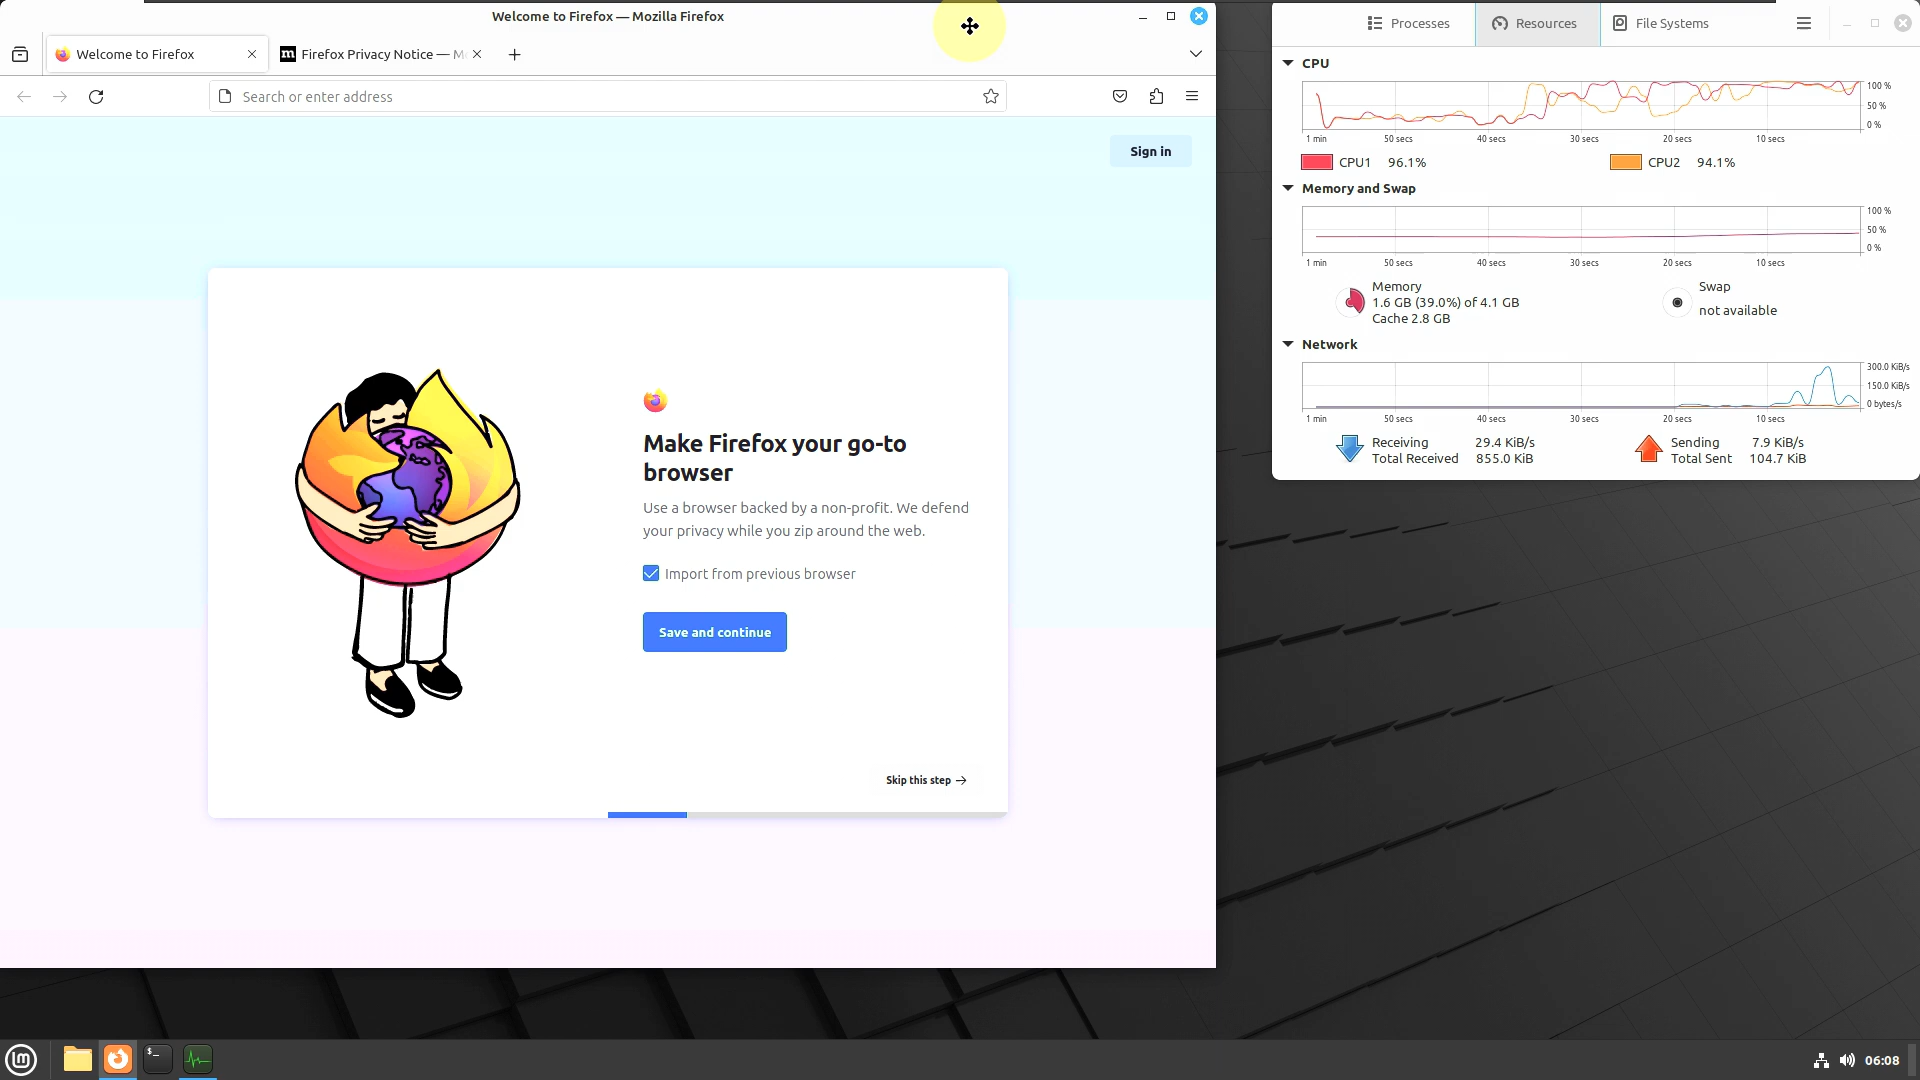 Welcome to Firefox — Mozilla Firefox
Welcome to Firefox
Firefox Privacy Notice — M
Search or enter address
Sign in
Make Firefox your go-to
browser
Use a browser backed by a non-profit. We defend
your privacy while you zip around the web.
Import from previous browser
Save and continue
Skip this step →
Processes
Resources
File Systems
CPU
100 %
50 %
0 %
1 min 50 secs 40 secs 30 secs 20 secs 10 secs
CPU1 96.1% CPU2 94.1%
Memory and Swap
100 %
50 %
0 %
1 min 50 secs 40 secs 30 secs 20 secs 10 secs
Memory
1.6 GB (39.0%) of 4.1 GB
Cache 2.8 GB
Swap
not available
Network
300.0 KiB/s
150.0 KiB/s
0 bytes/s
1 min 50 secs 40 secs 30 secs 20 secs 10 secs
Receiving 29.4 KiB/s
Total Received 855.0 KiB
Sending 7.9 KiB/s
Total Sent 104.7 KiB
06:08